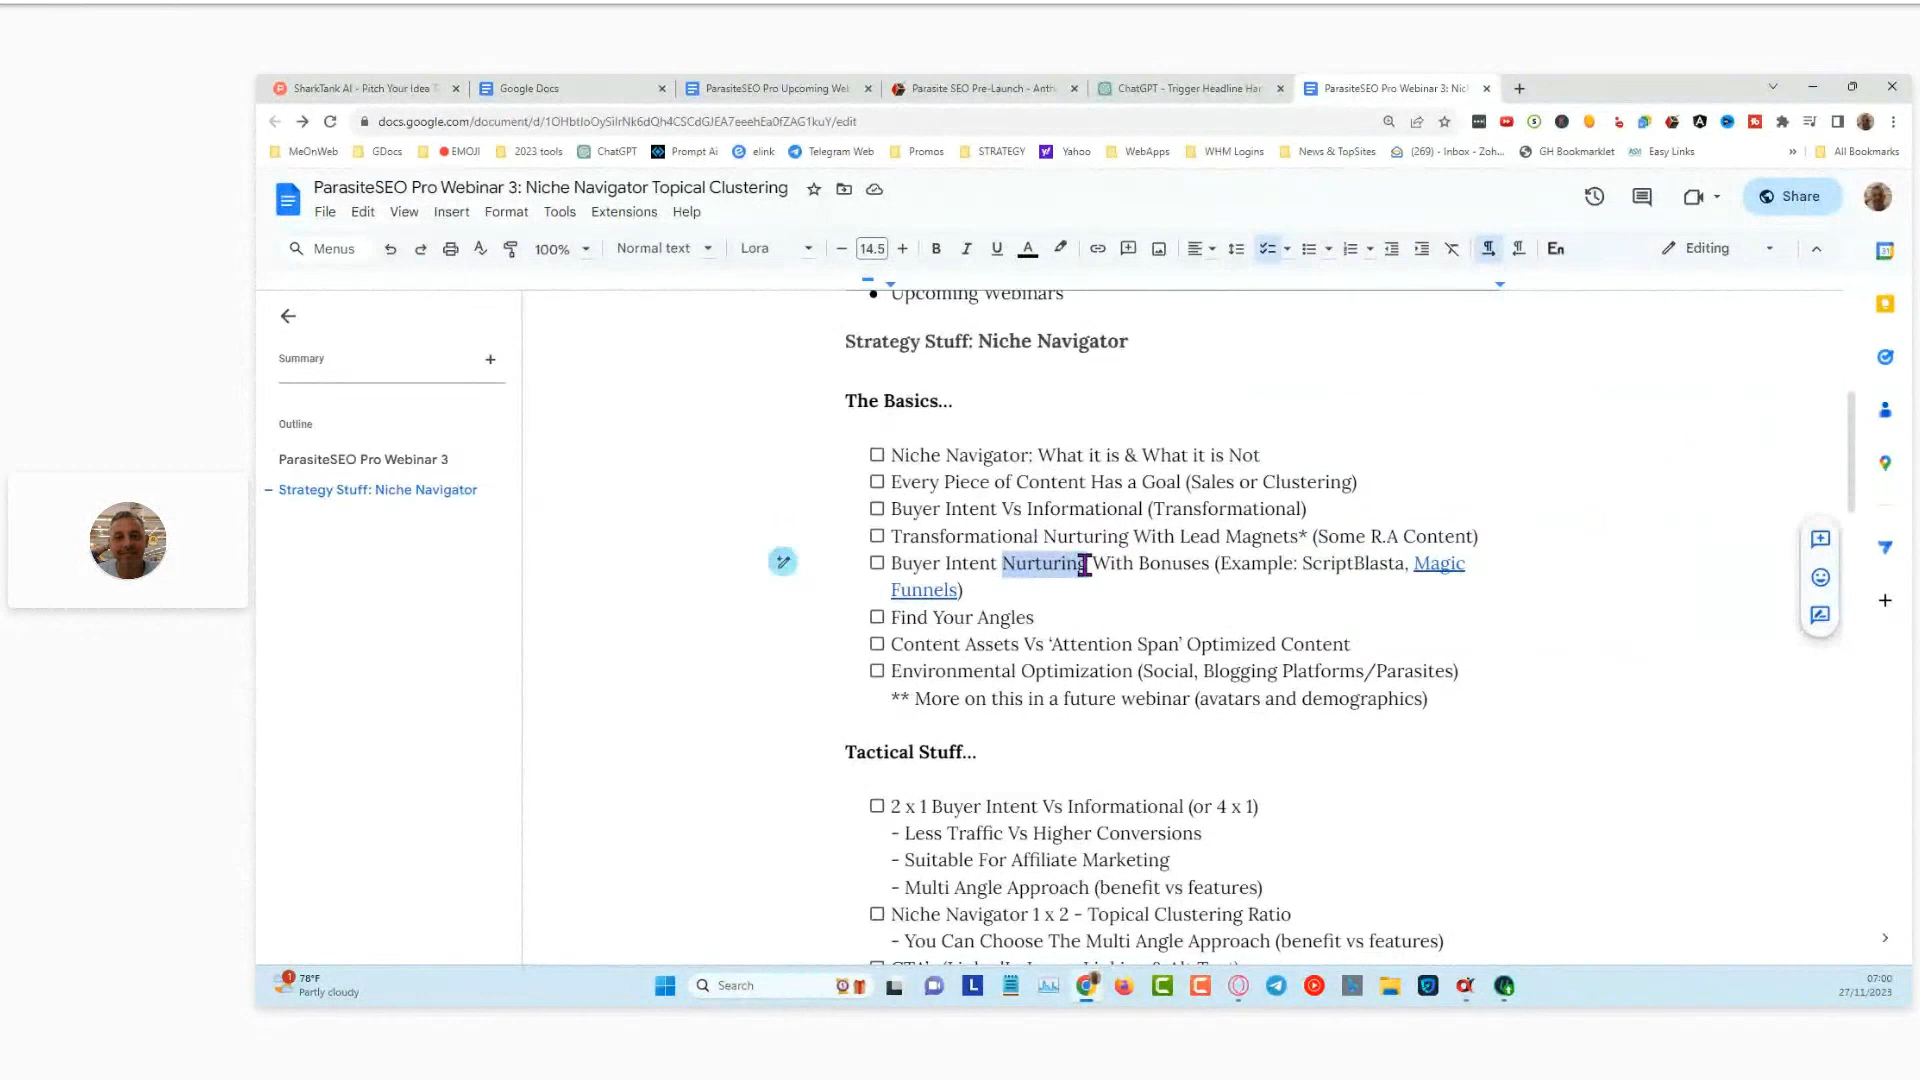 SharkTank AI - Pitch Your Idea
Google Docs
ParasiteSEO Pro Upcoming Wel
Parasite SEO Pre-Launch - Anth
ChatGPT - Trigger Headline Har
ParasiteSEO Pro Webinar 3: Nicl
docs.google.com/document/d/1OHbtJoOySiIrNk6dQh4CSCdGJEA7eeehEa0fZAG1kuY/edit
MeOnWeb
GDocs
EMOJI
2023 tools
ChatGPT
Prompt Ai
elink
Telegram Web
Promos
STRATEGY
Yahoo
WebApps
WHM Logins
News & TopSites
(269) - Inbox - Zoh...
GH Bookmarklet
Easy Links
»
All Bookmarks
ParasiteSEO Pro Webinar 3: Niche Navigator Topical Clustering
File Edit View Insert Format Tools Extensions Help
Share
Menus
100%
Normal text
Lora
14.5
B I U A
En
Editing
31
Summary
Outline
ParasiteSEO Pro Webinar 3
Strategy Stuff: Niche Navigator
Upcoming Webinars
Strategy Stuff: Niche Navigator
The Basics...
Niche Navigator: What it is & What it is Not
Every Piece of Content Has a Goal (Sales or Clustering)
Buyer Intent Vs Informational (Transformational)
Transformational Nurturing With Lead Magnets* (Some R.A Content)
Buyer Intent Nurturing With Bonuses (Example: ScriptBlasta, Magic
Funnels)
Find Your Angles
Content Assets Vs ‘Attention Span’ Optimized Content
Environmental Optimization (Social, Blogging Platforms/Parasites)
** More on this in a future webinar (avatars and demographics)
Tactical Stuff...
2 x 1 Buyer Intent Vs Informational (or 4 x 1)
- Less Traffic Vs Higher Conversions
- Suitable For Affiliate Marketing
- Multi Angle Approach (benefit vs features)
Niche Navigator 1 x 2 - Topical Clustering Ratio
- You Can Choose The Multi Angle Approach (benefit vs features)
1
78°F
Partly cloudy
Search
07:00
27/11/2023